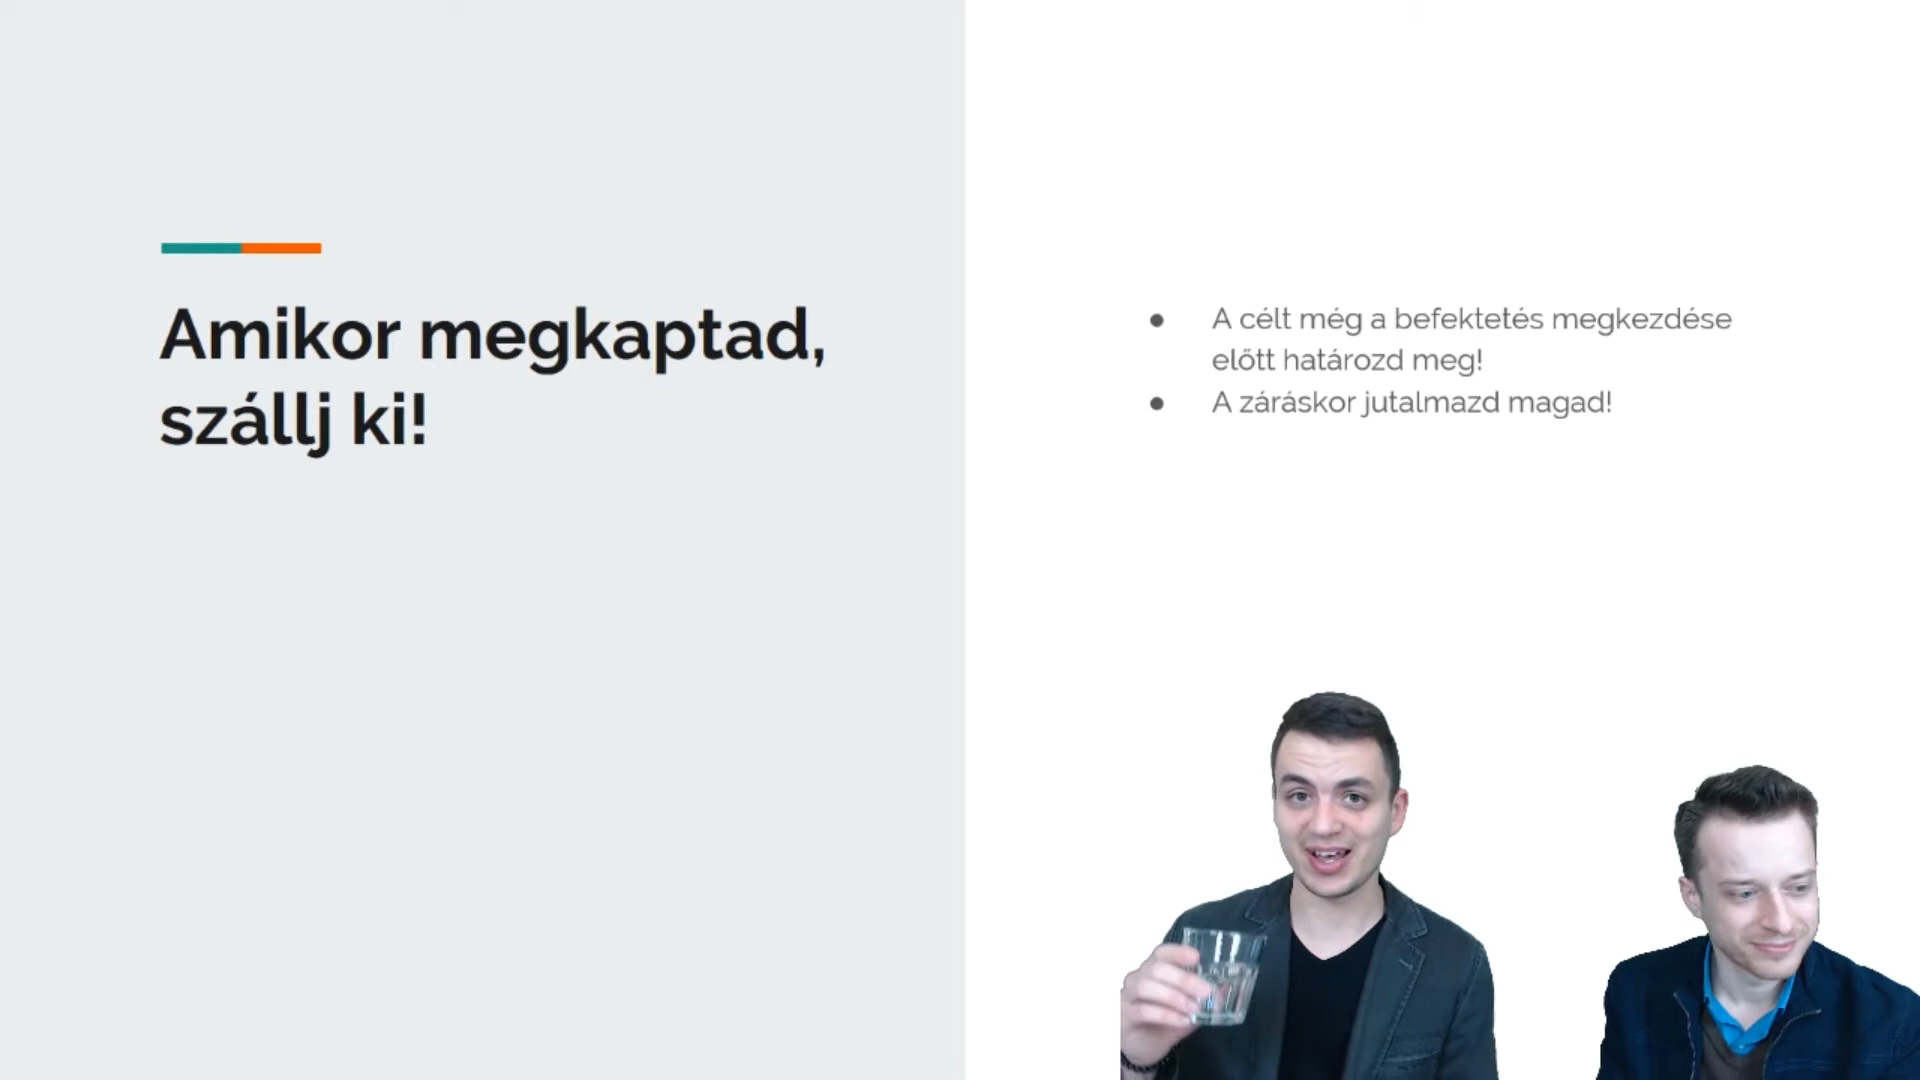 Amikor megkaptad,
szállj ki!
● A célt még a befektetés megkezdése
előtt határozd meg!
● A záráskor jutalmazd magad!